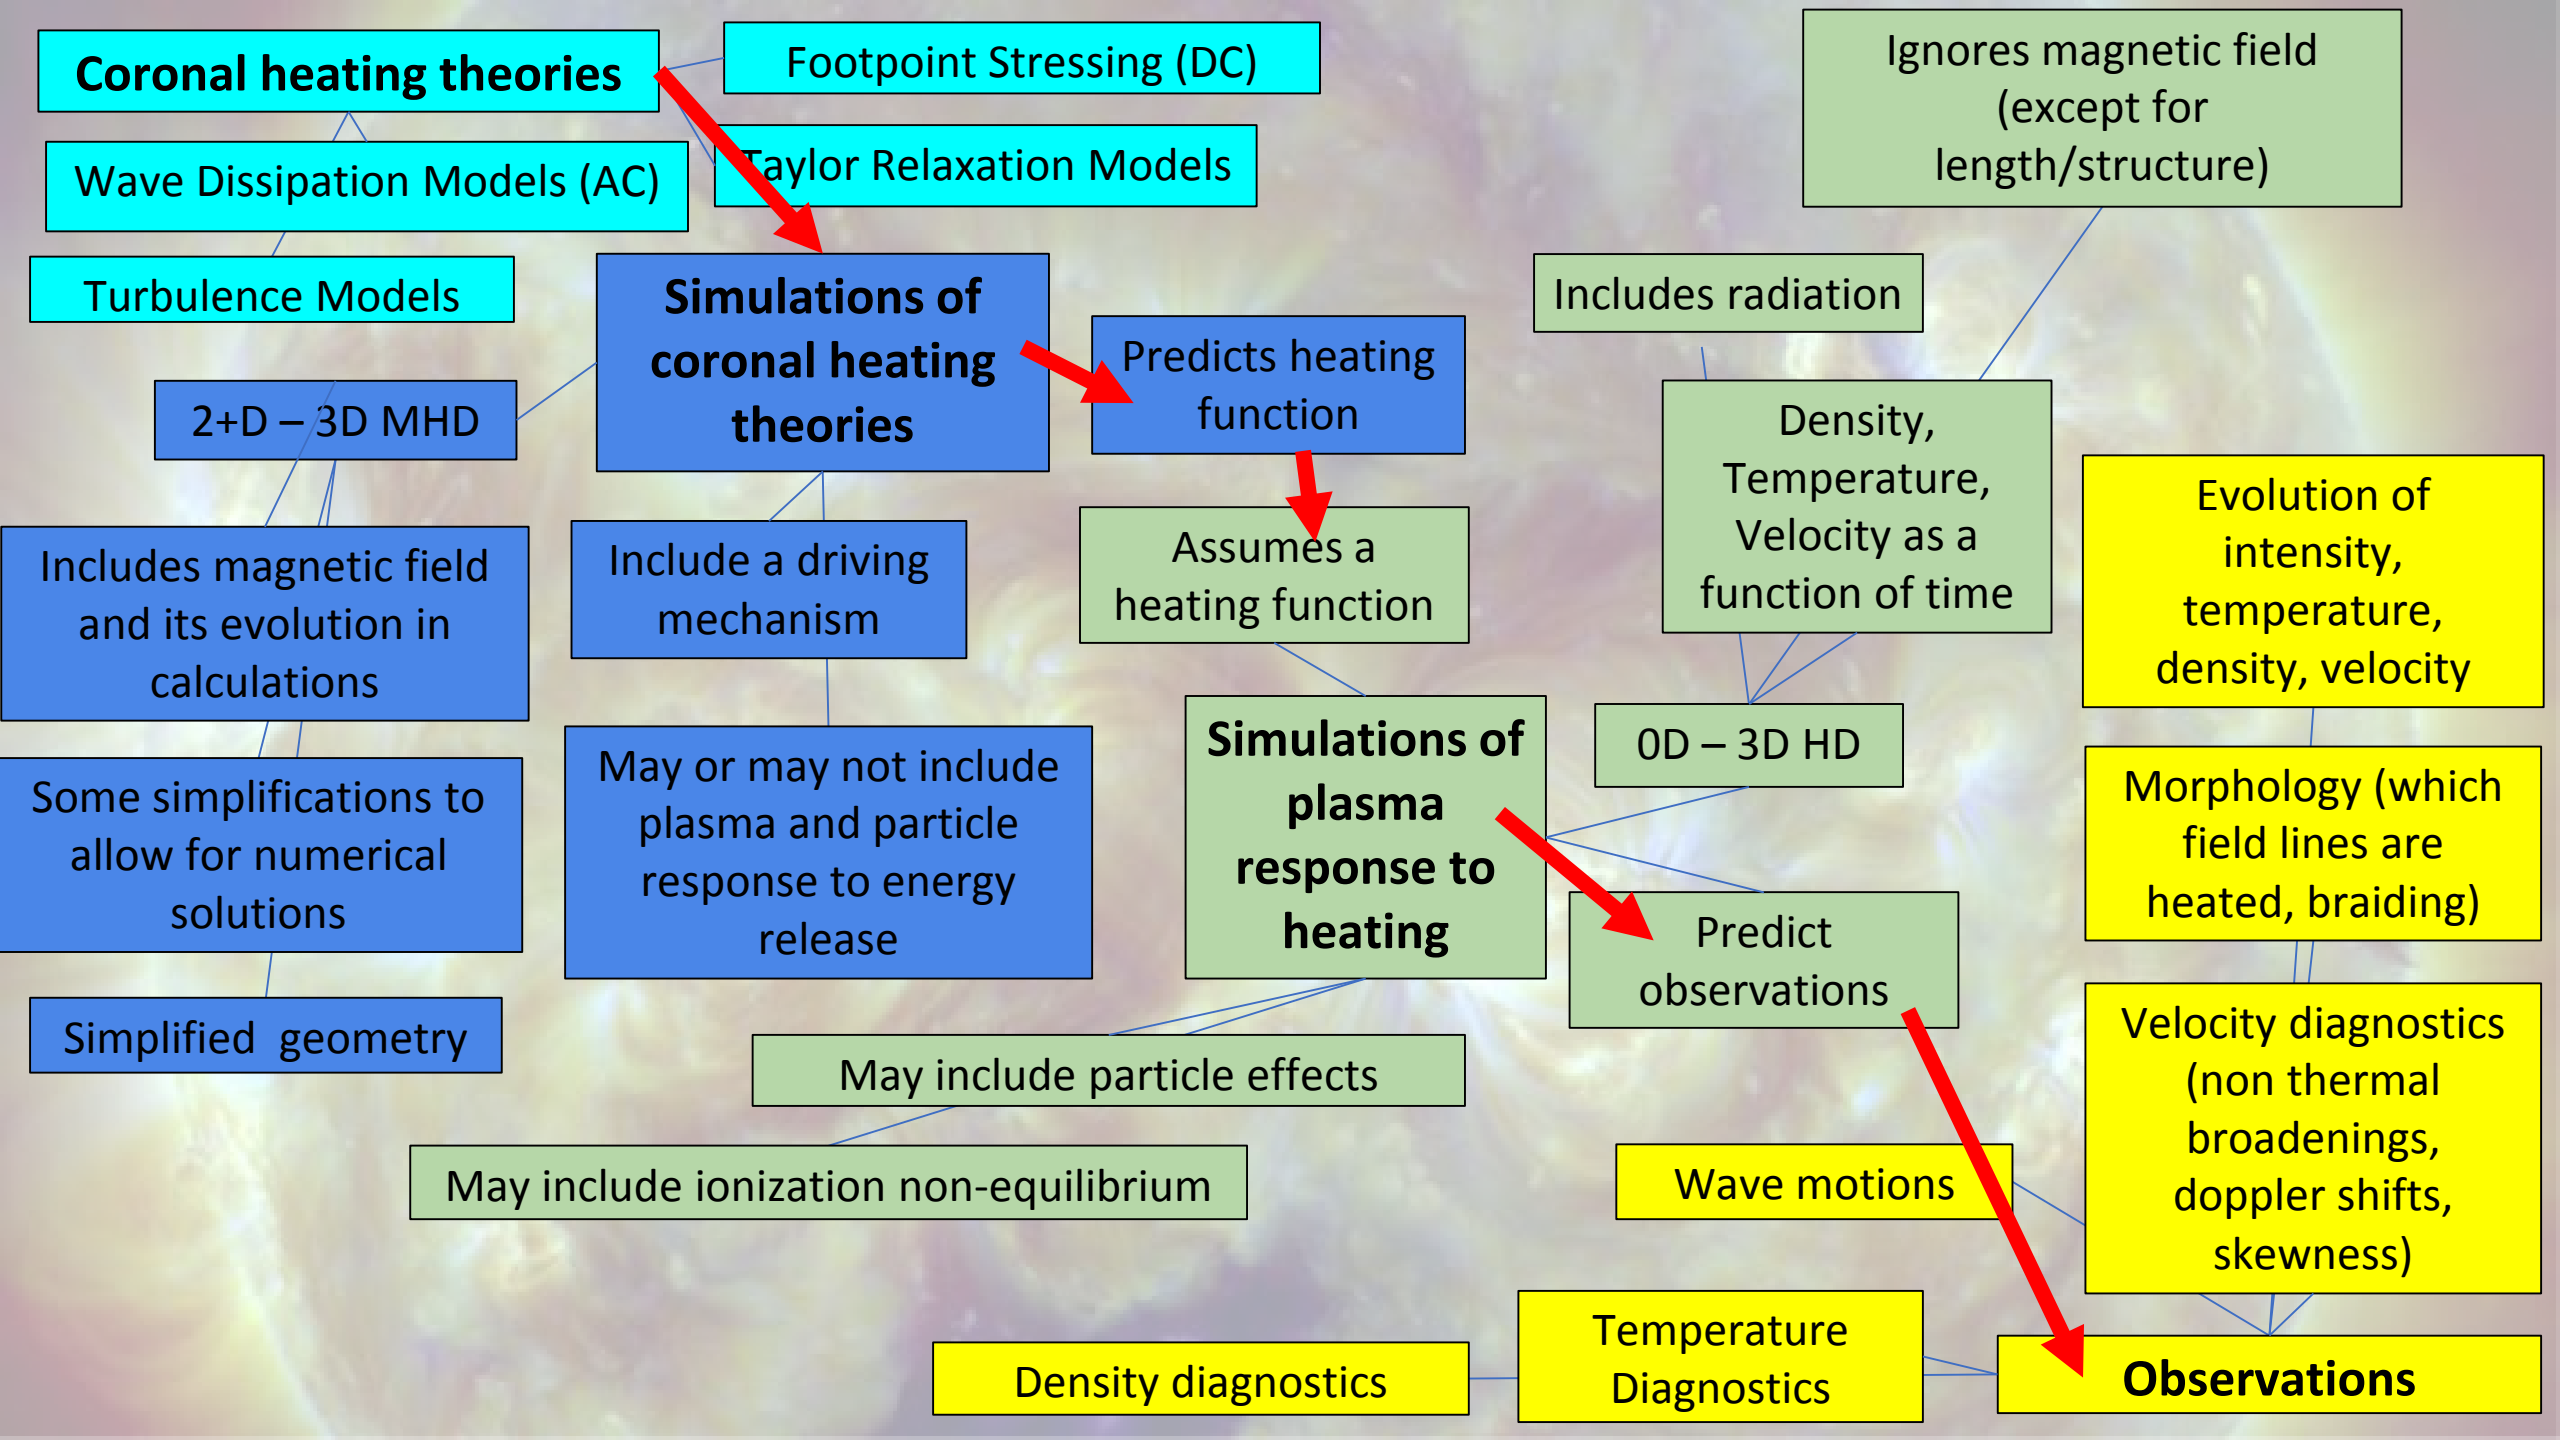 Coronal heating theories
Footpoint Stressing (DC)
Ignores magnetic field
(except for
length/structure)
Wave Dissipation Models (AC)
Taylor Relaxation Models
Turbulence Models
Simulations of
coronal heating
theories
Includes radiation
Predicts heating
function
2+D – 3D MHD
Density,
Temperature,
Velocity as a
function of time
Evolution of
intensity,
temperature,
density, velocity
Includes magnetic field
and its evolution in
calculations
Include a driving
mechanism
Assumes a
heating function
Simulations of
plasma
response to
heating
0D – 3D HD
May or may not include
plasma and particle
response to energy
release
Some simplifications to
allow for numerical
solutions
Morphology (which
field lines are
heated, braiding)
Predict
observations
Simplified  geometry
May include particle effects
Velocity diagnostics
(non thermal
broadenings,
doppler shifts,
skewness)
May include ionization non-equilibrium
Wave motions
Temperature
Diagnostics
Density diagnostics
Observations